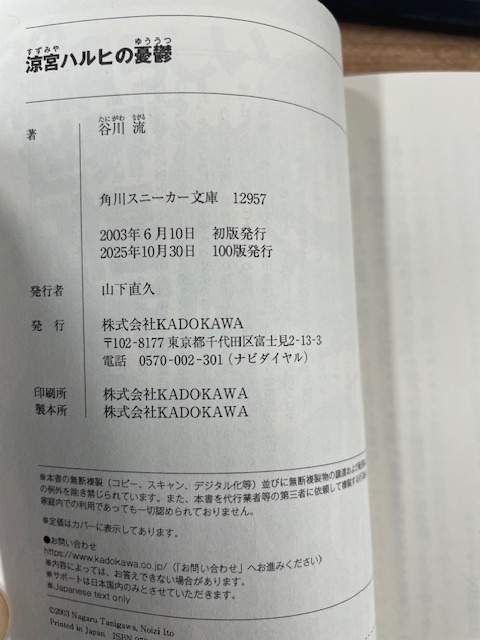 すずみや ゆううつ
涼宮ハルヒの憂鬱
たにがわ ながる
著 谷川 流
角川スニーカー文庫 12957
2003年6月10日 初版発行
2025年10月30日 100版発行
発行者 山下直久
発 行 株式会社KADOKAWA
〒102-8177 東京都千代田区富士見2-13-3
電話 0570-002-301(ナビダイヤル)
印刷所 株式会社KADOKAWA
製本所 株式会社KADOKAWA
※本書の無断複製(コピー、スキャン、デジタル化等)並びに無断複製物の譲渡および
の例外を除き禁じられています。また、本書を代行業者等の第三者に依頼して複製する
家庭内での利用であっても一切認められておりません。
※定価はカバーに表示してあります。
●お問い合わせ
https://www.kadokawa.co.jp/(「お問い合わせ」へお進みください)
※内容によっては、お答えできない場合があります。
※サポートは日本国内のみとさせていただきます。
※Japanese text only
©2003 Nagaru Tanigawa, Noizi Ito
Printed in Japan ISBN